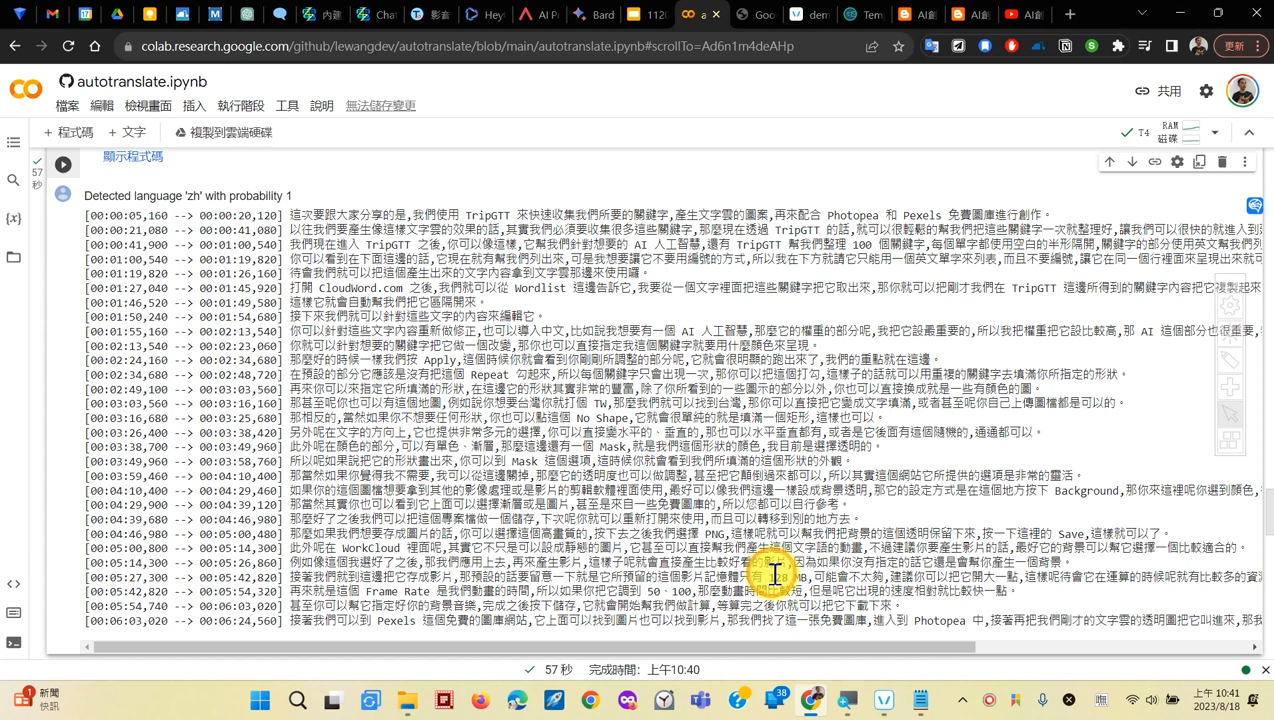 內建
Chat
影音
Hey
AI P
Bard
1120
a
Goo
dem
Tem
AI創
AI創
AI創
colab.research.google.com/github/lewangdev/autotranslate/blob/main/autotranslate.ipynb#scrollTo=Ad6n1m4deAHp
更新
autotranslate.ipynb
共用
檔案 編輯 檢視畫面 插入 執行階段 工具 說明 無法儲存變更
+ 程式碼 + 文字 複製到雲端硬碟
T4 RAM 磁碟
57 秒
顯示程式碼
Detected language 'zh' with probability 1
[00:00:05,160 --> 00:00:20,120] 這次要跟大家分享的是,我們使用 TripGTT 來快速收集我們所要的關鍵字,產生文字雲的圖案,再來配合 Photopea 和 Pexels 免費圖庫進行創作。
[00:00:21,080 --> 00:00:41,080] 以往我們要產生像這樣文字雲的效果的話,其實我們必須要收集很多這些關鍵字,那麼現在透過 TripGTT 的話,就可以很輕鬆的幫我們把這些關鍵字一次就整理好,讓我們可以很快的就進入到
[00:00:41,900 --> 00:01:00,540] 我們現在進入 TripGTT 之後,你可以像這樣,它幫我們針對想要的 AI 人工智慧,還有 TripGTT 幫我們整理 100 個關鍵字,每個單字都使用空白的半形隔開,關鍵字的部分使用英文幫我們列
[00:01:00,540 --> 00:01:19,820] 你可以看到在下面這邊的話,它現在就有幫我們列出來,可是我想要讓它不要用編號的方式,所以我在下方就請它只能用一個英文單字來列表,而且不要編號,讓它在同一個行裡面來呈現出來就可
[00:01:19,820 --> 00:01:26,160] 待會我們就可以把這個產生出來的文字內容拿到文字雲那邊來使用囉。
[00:01:27,040 --> 00:01:45,920] 打開 CloudWord.com 之後,我們就可以從 Wordlist 這邊告訴它,我要從一個文字裡面把這些關鍵字把它取出來,那你就可以把剛才我們在 TripGTT 這邊所得到的關鍵字內容把它複製起來
[00:01:46,520 --> 00:01:49,580] 這樣它就會自動幫我們把它區隔開來。
[00:01:50,240 --> 00:01:54,680] 接下來我們就可以針對這些文字的內容來編輯它。
[00:01:55,160 --> 00:02:13,540] 你可以針對這些文字內容重新做修正,也可以導入中文,比如說我想要有一個 AI 人工智慧,那麼它的權重的部分呢,我把它設最重要的,所以我把權重把它設比較高,那 AI 這個部分也很重要,
[00:02:13,540 --> 00:02:23,060] 你就可以針對想要的關鍵字把它做一個改變,那你也可以直接指定我這個關鍵字就要用什麼顏色來呈現。
[00:02:24,160 --> 00:02:34,680] 那麼好的時候一樣我們按 Apply,這個時候你就會看到你剛剛所調整的部分呢,它就會很明顯的跑出來了,我們的重點就在這邊。
[00:02:34,680 --> 00:02:48,720] 在預設的部分它應該是沒有把這個 Repeat 勾起來,所以每個關鍵字只會出現一次,那你可以把這個打勾,這樣子的話就可以用重複的關鍵字去填滿你所指定的形狀。
[00:02:49,100 --> 00:03:03,560] 再來你可以來指定它所填滿的形狀,在這邊它的形狀其實非常的豐富,除了你所看到的一些圖示的部分以外,你也可以直接換成就是一些有顏色的圖。
[00:03:03,560 --> 00:03:16,160] 那甚至呢你也可以有這個地圖,例如說你想要台灣你就打個 TW,那麼我們就可以找到台灣,那你可以直接把它變成文字填滿,或者甚至呢你自己上傳圖檔都是可以的。
[00:03:16,680 --> 00:03:25,680] 那相反的,當然如果你不想要任何形狀,你也可以點這個 No Shape,它就會很單純的就是填滿一個矩形,這樣也可以。
[00:03:26,400 --> 00:03:38,420] 另外呢在文字的方向上,它也提供非常多元的選擇,你可以直接變水平的、垂直的,那也可以水平垂直都有,或者是它後面有這個隨機的,通通都可以。
[00:03:38,700 --> 00:03:49,960] 此外呢在顏色的部分,可以有單色、漸層,那麼這邊還有一個 Mask,就是我們這個形狀的顏色,我目前是選擇透明的。
[00:03:49,960 --> 00:03:58,760] 所以呢如果說把它的形狀畫出來,你可以到 Mask 這個選項,這時候你就會看到我們所填滿的這個形狀的外觀。
[00:03:59,460 --> 00:04:10,400] 那當然如果你覺得我不需要,我可以從這邊關掉,那麼它的透明度也可以做調整,甚至把它顛倒過來都可以,所以其實這個網站它所提供的選項是非常的靈活。
[00:04:10,400 --> 00:04:29,460] 如果你的這個圖檔想要拿到其他的影像處理或是影片的剪輯軟體裡面使用,最好可以像我們這邊一樣設成背景透明,那它的設定方式是在這個地方按下 Background,那你來這裡呢你選到顏色,
[00:04:29,900 --> 00:04:39,680] 那當然其實你也可以看到它上面可以選擇漸層或是圖片,甚至是來自一些免費圖庫的,所以您都可以自行參考。
[00:04:39,680 --> 00:04:46,980] 那麼好了之後我們可以把這個專案檔做一個儲存,下次呢你就可以重新打開來使用,而且可以轉移到別的地方去。
[00:04:46,980 --> 00:05:00,480] 那麼如果我們想要存成圖片的話,你可以選擇這個高畫質的,按下去之後我們選擇 PNG,這樣呢就可以幫我們把背景的這個透明保留下來,按一下這裡的 Save,這樣就可以了。
[00:05:00,800 --> 00:05:14,300] 此外呢在 WorkCloud 裡面呢,其實它不只是可以設成靜態的圖片,它甚至可以直接幫我們產生這個文字語的動畫,不過建議你如果要產生影片的話,最好它的背景可以幫它選擇一個比較適合的。
[00:05:14,300 --> 00:05:26,360] 例如像這個我選好了之後,那我們應用上去,再來產生影片,這樣子呢就會直接產生比較好看的影片,因為如果你沒有指定的話它還是會幫你產生一個背景。
[00:05:27,300 --> 00:05:42,820] 接著我們就到這邊把它存成影片,那預設的話要留意一下就是它所預留的這個影片記憶體只有 128 MB,可能會不太夠,建議你可以把它開大一點,這樣呢待會它在運算的時候呢就有比較多的資
[00:05:42,820 --> 00:05:54,320] 再來就是這個 Frame Rate 是我們動畫的時間,所以如果你把它調到 50、100,那麼動畫時間比較短,但是呢它的速度相對就比較快一點。
[00:05:54,740 --> 00:06:03,020] 甚至你可以幫它指定好你的背景音樂,完成之後按下儲存,它就會開始幫我們做計算,等算完之後你就可以把它下載下來。
[00:06:03,020 --> 00:06:24,560] 接著我們可以到 Pexels 這個免費的圖庫網站,它上面可以找到圖片也可以找到影片,那我們找了這一張免費圖庫,進入到 Photopea 中,接著再把我們剛才的文字雲的透明圖把它叫進來,那我
57 秒 完成時間：上午10:40
新聞
快訊
38
上午 10:41
2023/8/18